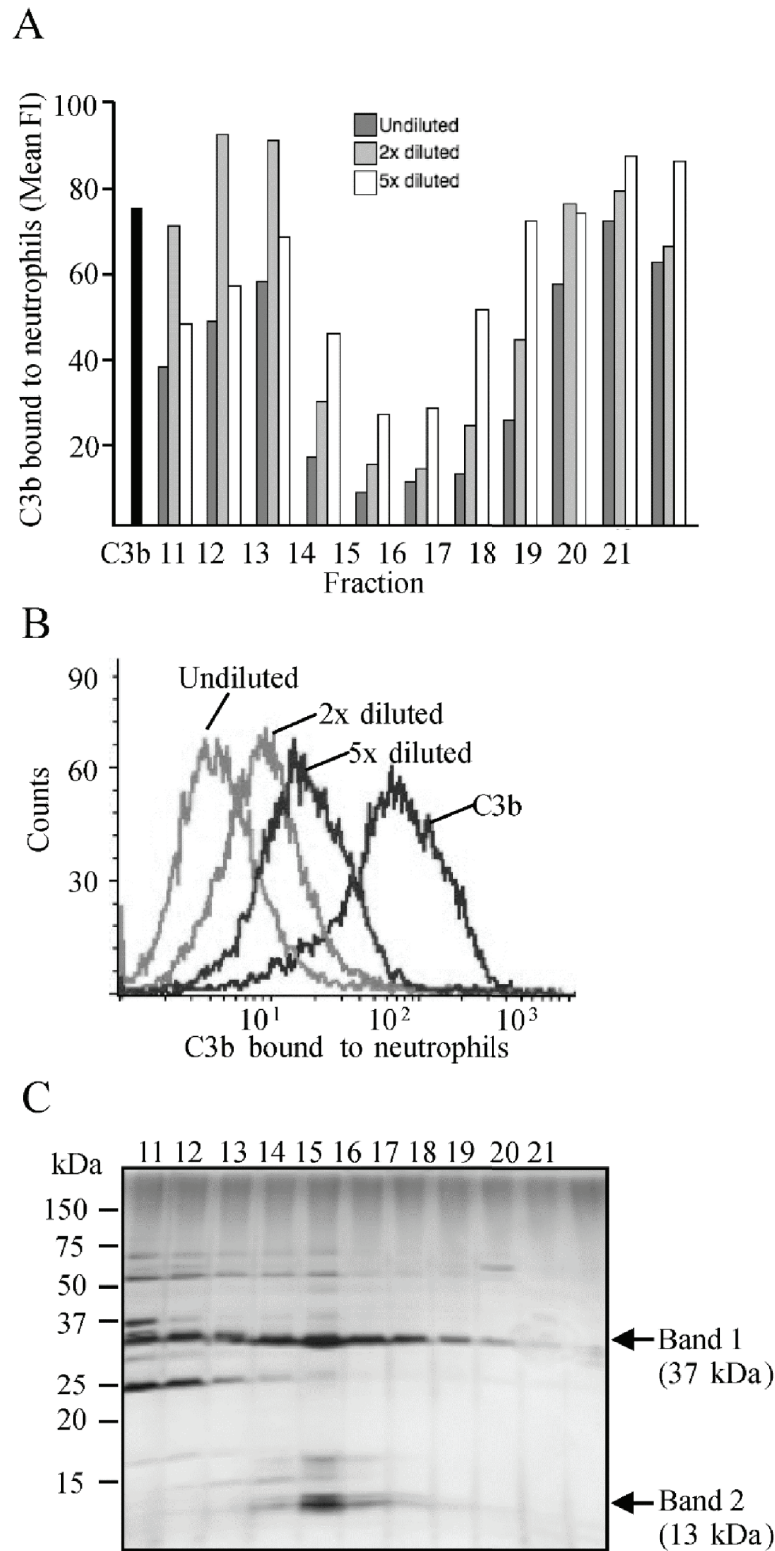 A
C3b bound to neutrophils (Mean Fl)
100
80
60
40
20
Undiluted
2x diluted
5x diluted
C3b 11 12 13 14 15 16 17 18 19 20 21
Fraction
B
Counts
90
60
30
Undiluted
2x diluted
5x diluted
C3b
10¹ 10² 10³
C3b bound to neutrophils
C
kDa 11 12 13 14 15 16 17 18 19 20 21
150
75
50
37
25
20
15
Band 1
(37 kDa)
Band 2
(13 kDa)